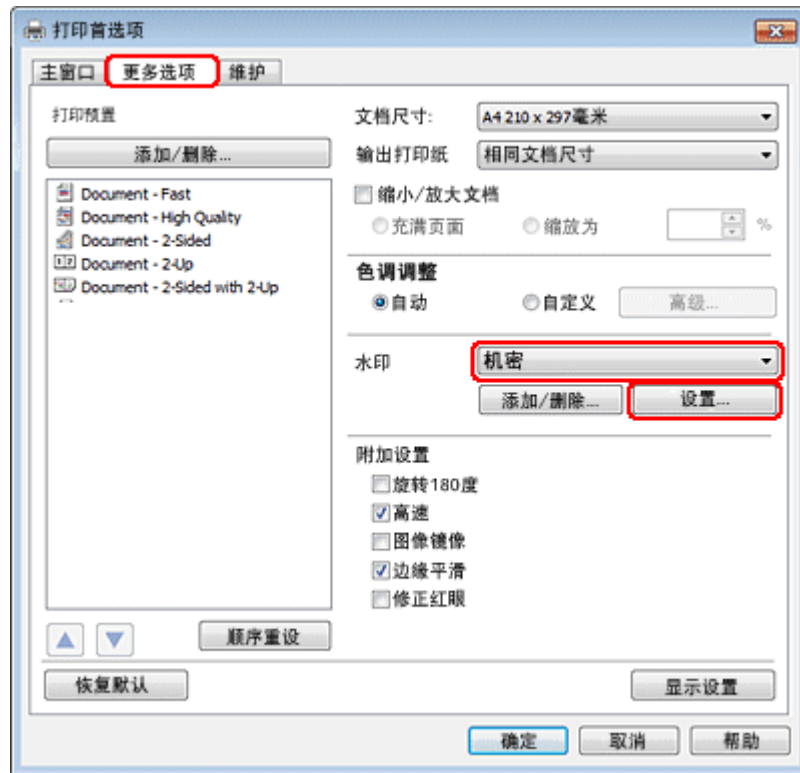 打印首选项
主窗口 更多选项 维护
打印预置
添加/删除...
Document - Fast
Document - High Quality
Document - 2-Sided
Document - 2-Up
Document - 2-Sided with 2-Up
顺序重设
文档尺寸: A4 210 x 297毫米
输出打印纸 相同文档尺寸
缩小/放大文档
充满页面 缩放为 %
色调调整
自动 自定义 高级...
水印 机密
添加/删除... 设置...
附加设置
旋转180度
高速
图像镜像
边缘平滑
修正红眼
恢复默认 显示设置
确定 取消 帮助